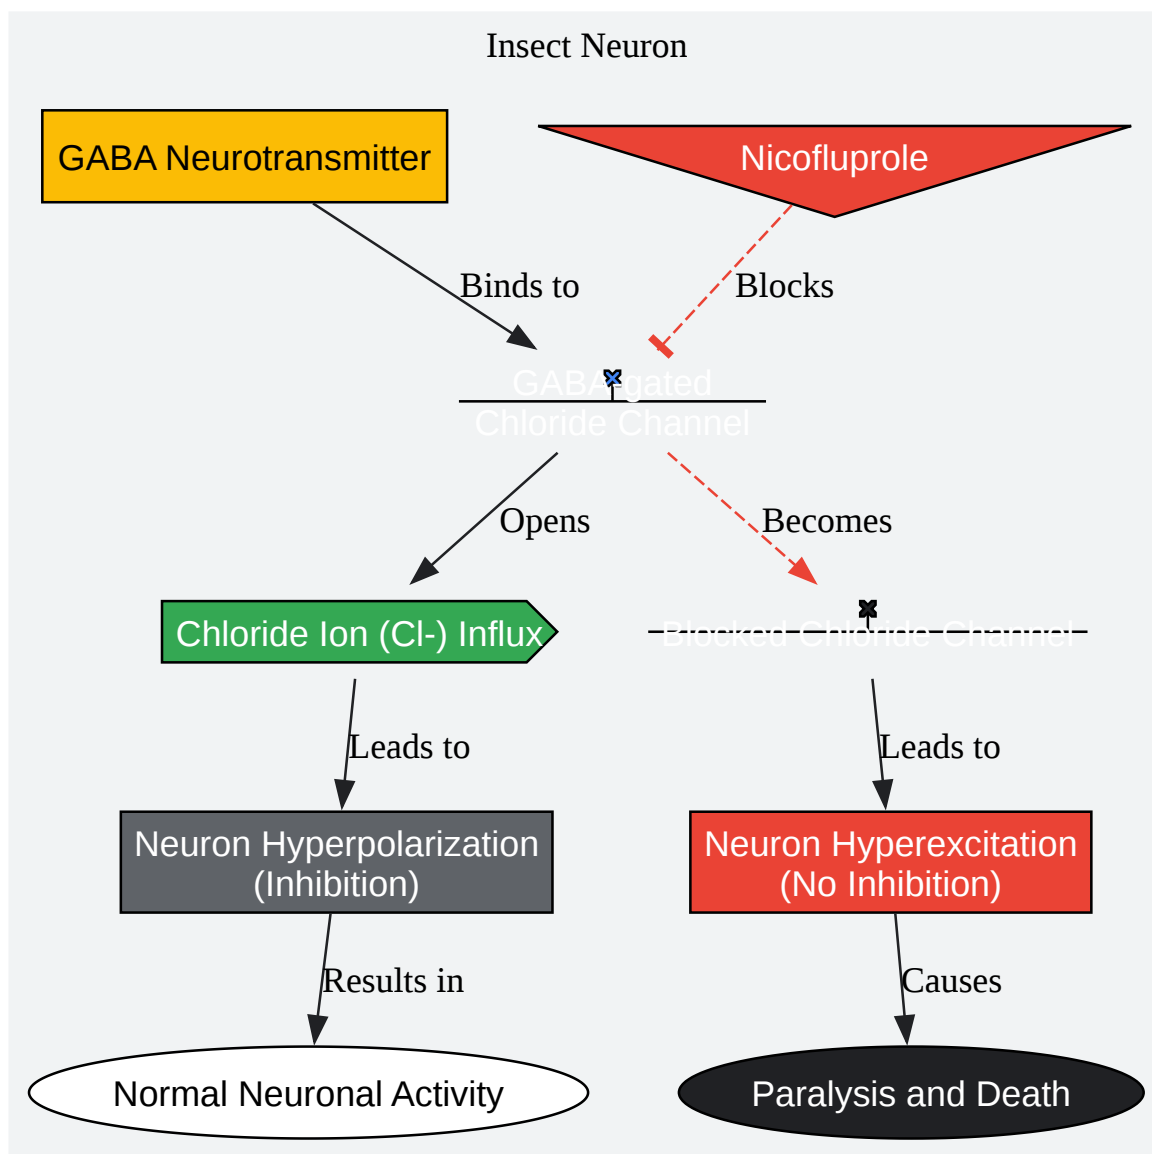 Insect Neuron
GABA Neurotransmitter
Nicofluprole
Binds to
Blocks
GABA-gated
Chloride Channel
Opens
Becomes
Chloride Ion (Cl-) Influx
Blocked Chloride Channel
Leads to
Leads to
Neuron Hyperpolarization
(Inhibition)
Neuron Hyperexcitation
(No Inhibition)
Results in
Causes
Normal Neuronal Activity
Paralysis and Death